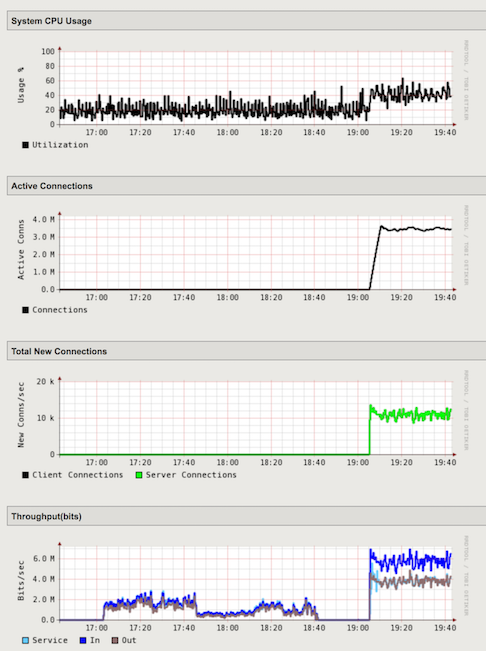 System CPU Usage
Usage %
100
80
60
40
20
0
17:00 17:20 17:40 18:00 18:20 18:40 19:00 19:20 19:40
Utilization
RRDTOOL / TOBI OETIKER
Active Connections
Active Conns
4.0 M
3.0 M
2.0 M
1.0 M
0.0
17:00 17:20 17:40 18:00 18:20 18:40 19:00 19:20 19:40
Connections
RRDTOOL / TOBI OETIKER
Total New Connections
New Conns/sec
20 k
10 k
0
17:00 17:20 17:40 18:00 18:20 18:40 19:00 19:20 19:40
Client Connections Server Connections
RRDTOOL / TOBI OETIKER
Throughput(bits)
Bits/sec
6.0 M
4.0 M
2.0 M
0.0
17:00 17:20 17:40 18:00 18:20 18:40 19:00 19:20 19:40
Service In Out
RRDTOOL / TOBI OETIKER